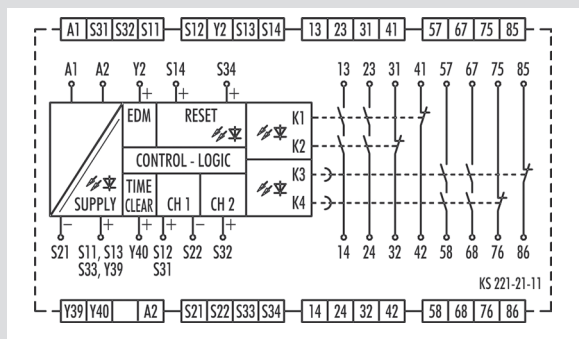 A1 S31 S32 S11 S12 Y2 S13 S14 13 23 31 41 57 67 75 85
A1 A2 Y2 S14 S34 13 23 31 41 57 67 75 85
+ + +
EDM RESET K1
K2
CONTROL - LOGIC
K3
TIME CH 1 CH 2
SUPPLY CLEAR K4
− + + + − +
S21 S11, S13 Y40 S12 S22 S32 14 24 32 42 58 68 76 86
S33, Y39 S31
KS 221-21-11
Y39 Y40 A2 S21 S22 S33 S34 14 24 32 42 58 68 76 86